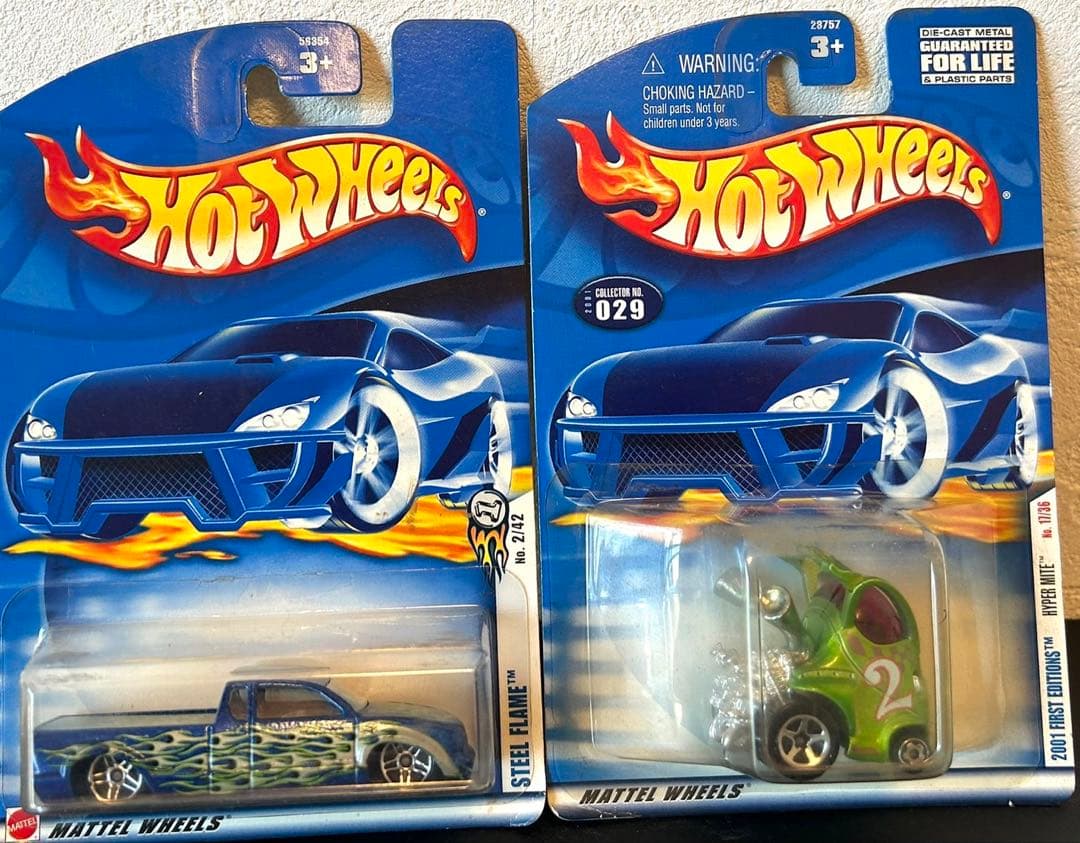 56354
3+
HOT WHEELS
®
No. 2/42
STEEL FLAME™
MATTEL
MATTEL WHEELS
28757
3+
DIE-CAST METAL
GUARANTEED
FOR LIFE
& PLASTIC PARTS
WARNING:
CHOKING HAZARD –
Small parts. Not for
children under 3 years.
HOT WHEELS
®
2001
COLLECTOR NO.
029
2
2001 FIRST EDITIONS™ HYPER MITE™ No. 17/36
MATTEL WHEELS